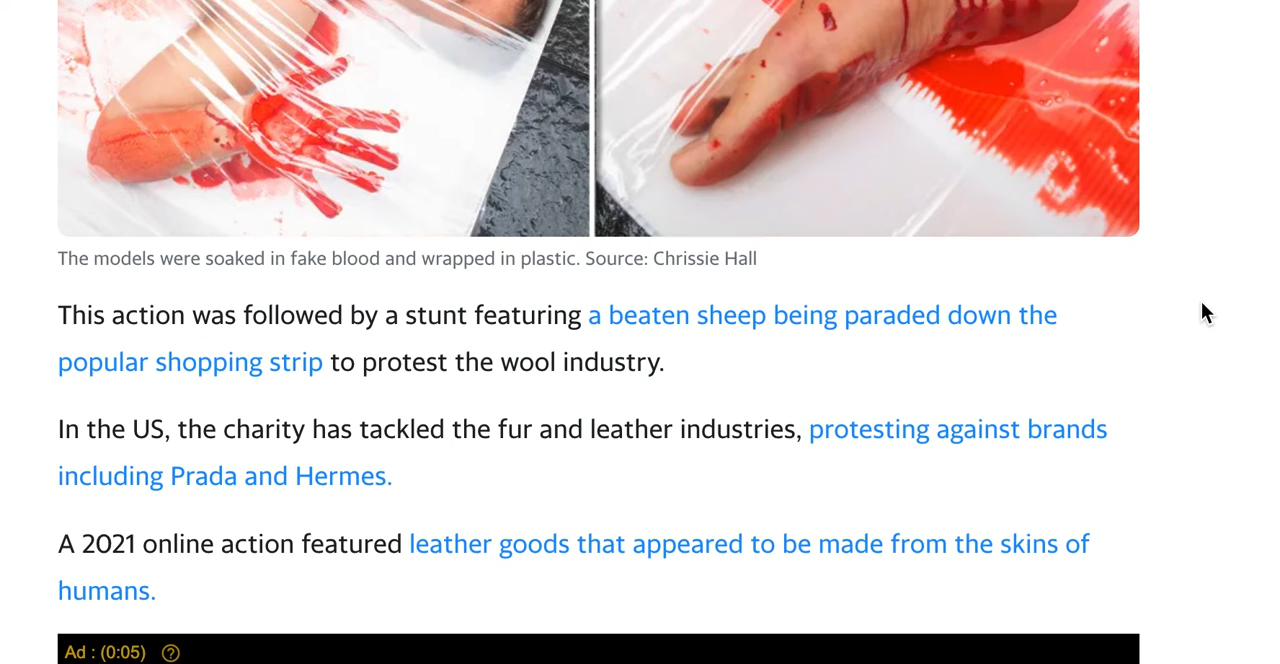 The models were soaked in fake blood and wrapped in plastic. Source: Chrissie Hall
This action was followed by a stunt featuring a beaten sheep being paraded down the
popular shopping strip to protest the wool industry.
In the US, the charity has tackled the fur and leather industries, protesting against brands
including Prada and Hermes.
A 2021 online action featured leather goods that appeared to be made from the skins of
humans.
Ad : (0:05) ?